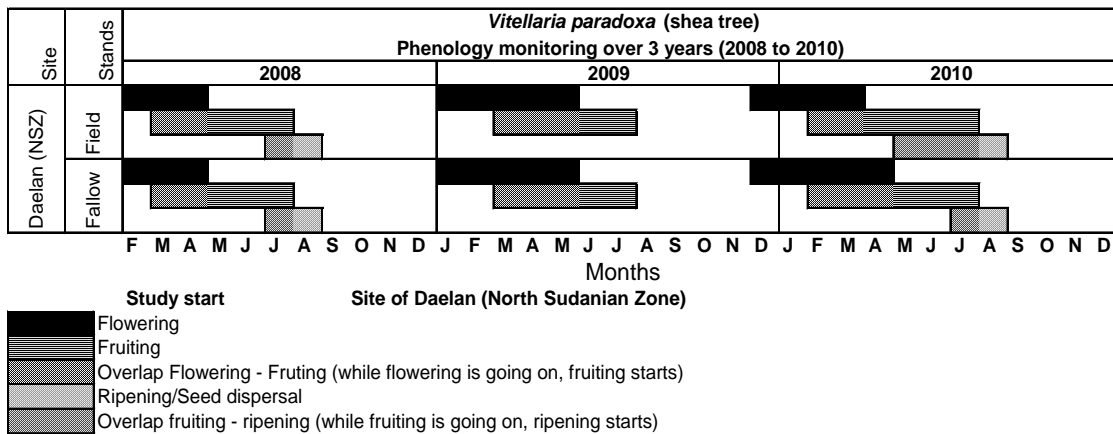 Vitellaria paradoxa (shea tree)
Phenology monitoring over 3 years (2008 to 2010)
Site
Stands
2008 2009 2010
Daelan (NSZ)
Field
Fallow
F M A M J J A S O N D J F M A M J J A S O N D J F M A M J J A S O N D
Months
Study start Site of Daelan (North Sudanian Zone)
Flowering
Fruiting
Overlap Flowering - Fruting (while flowering is going on, fruiting starts)
Ripening/Seed dispersal
Overlap fruiting - ripening (while fruiting is going on, ripening starts)